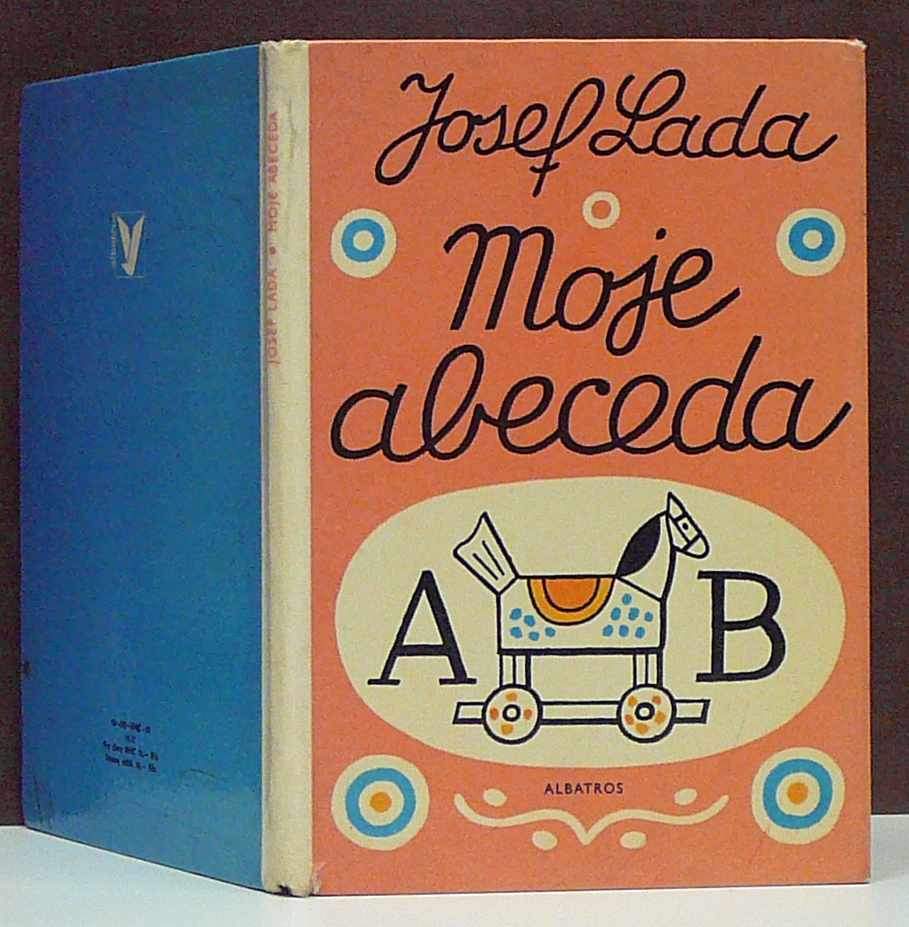 Josef Lada
Moje
abeceda
A B
ALBATROS
JOSEF LADA • MOJE ABECEDA